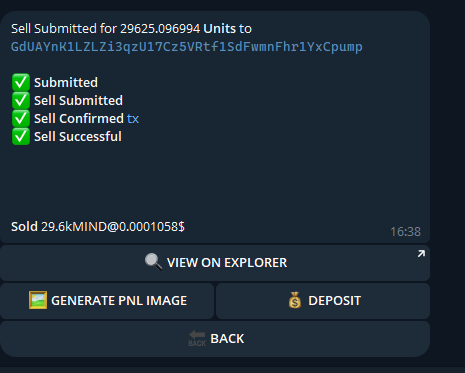 Sell Submitted for 29625.096994 Units to
GdUAYnK1LZLZi3qzU17Cz5VRtf1SdFwmnFhr1YxCpump
✅ Submitted
✅ Sell Submitted
✅ Sell Confirmed tx
✅ Sell Successful
Sold 29.6kMIND@0.0001058$
16:38
🔍 VIEW ON EXPLORER
🖼️ GENERATE PNL IMAGE
💰 DEPOSIT
🔙 BACK